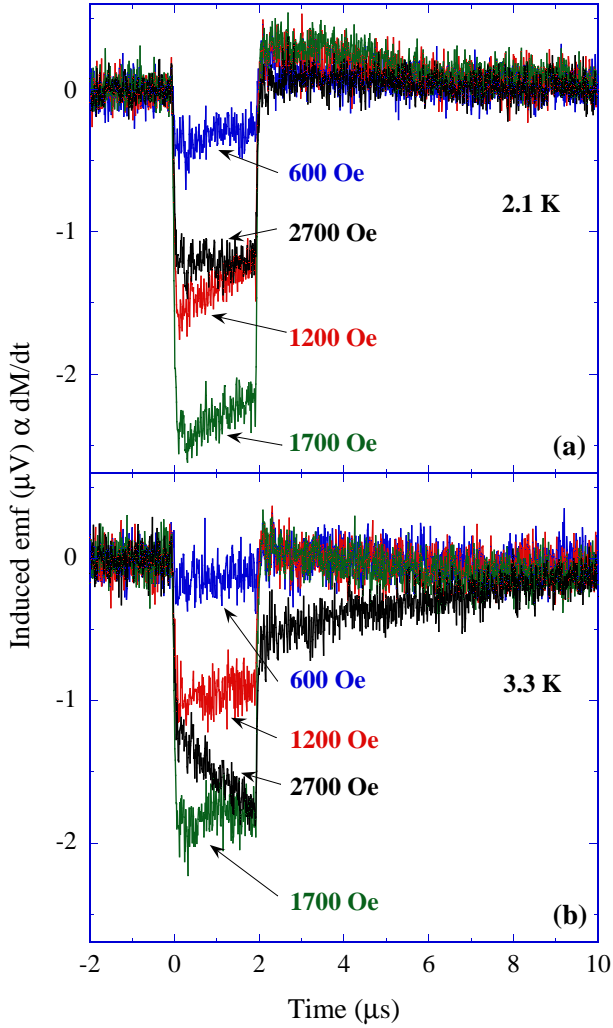 0
600 Oe
2.1 K
2700 Oe
-1
1200 Oe
-2
1700 Oe
(a)
Induced emf (μV) α dM/dt
0
600 Oe
3.3 K
-1
1200 Oe
2700 Oe
-2
1700 Oe
(b)
-2 0 2 4 6 8 10
Time (μs)